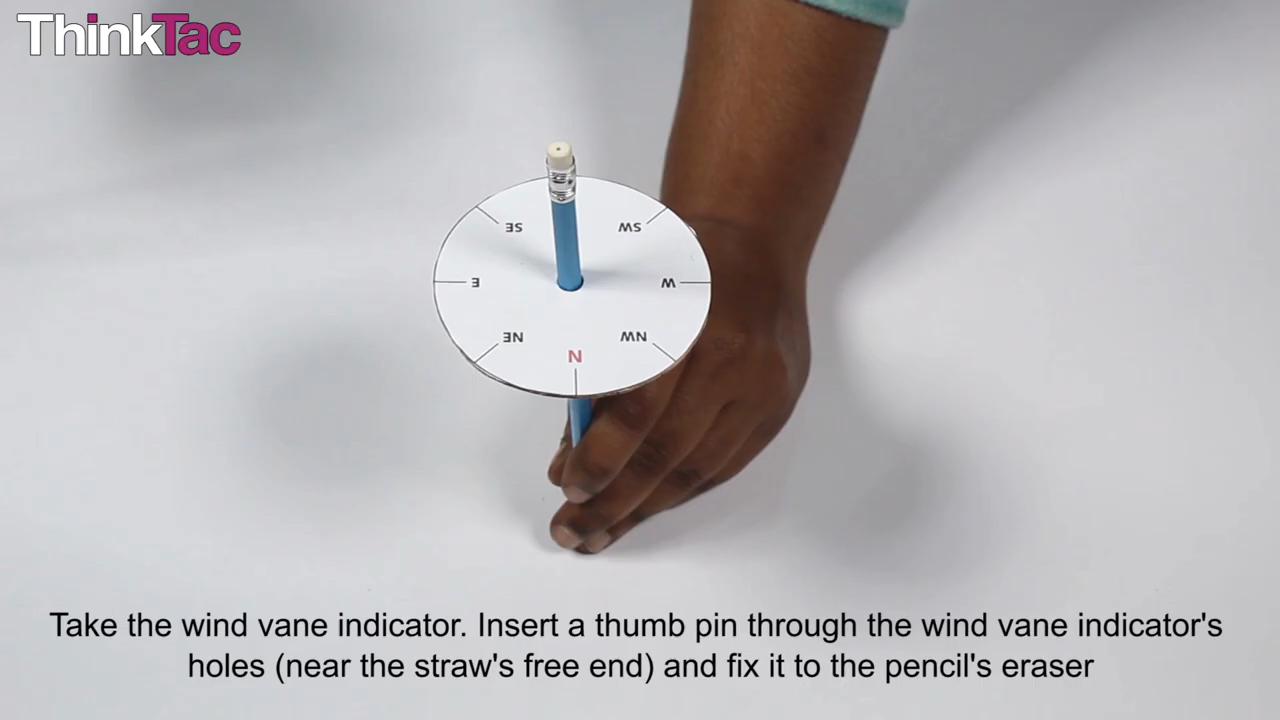 ThinkTac
SE
SW
E
W
NE
NW
N
Take the wind vane indicator. Insert a thumb pin through the wind vane indicator's
holes (near the straw's free end) and fix it to the pencil's eraser